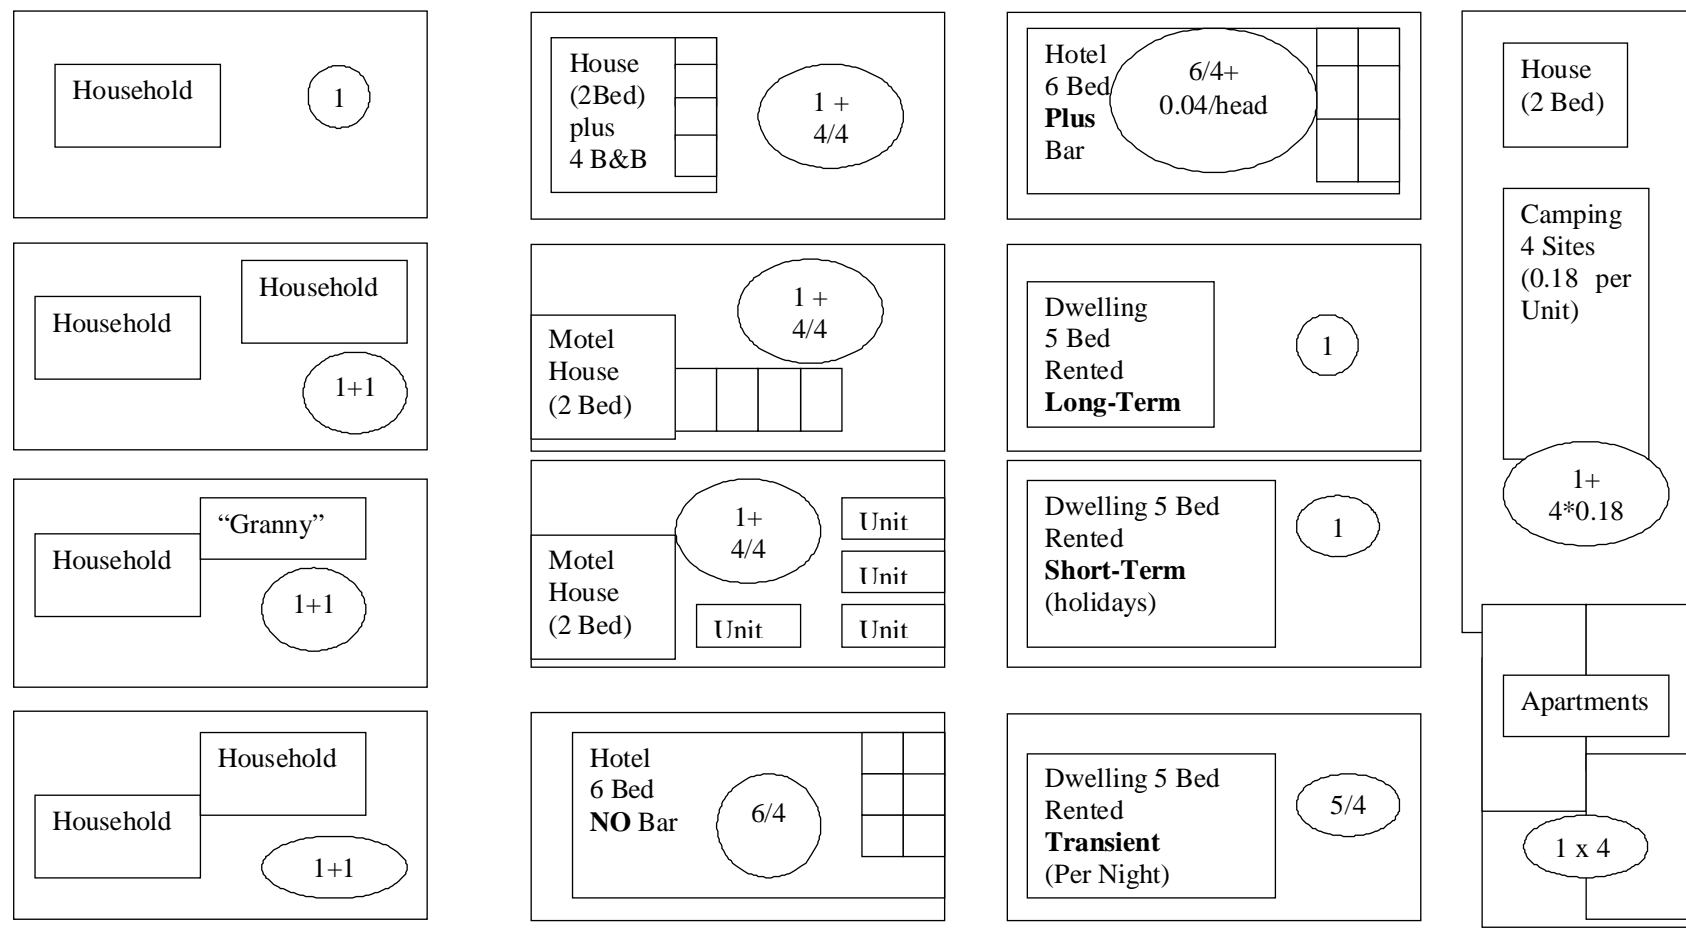 Household
1
Household
Household
1+1
“Granny”
Household
1+1
Household
Household
1+1
House
(2Bed)
plus
4 B&B
1 +
4/4
Motel
House
(2 Bed)
1 +
4/4
Motel
House
(2 Bed)
1+
4/4
Unit
Unit
Unit
Unit
Hotel
6 Bed
NO Bar
6/4
Hotel
6 Bed
Plus
Bar
6/4+
0.04/head
Dwelling
5 Bed
Rented
Long-Term
1
Dwelling 5 Bed
Rented
Short-Term
(holidays)
1
Dwelling 5 Bed
Rented
Transient
(Per Night)
5/4
House
(2 Bed)
Camping
4 Sites
(0.18 per
Unit)
1+
4*0.18
Apartments
1 x 4